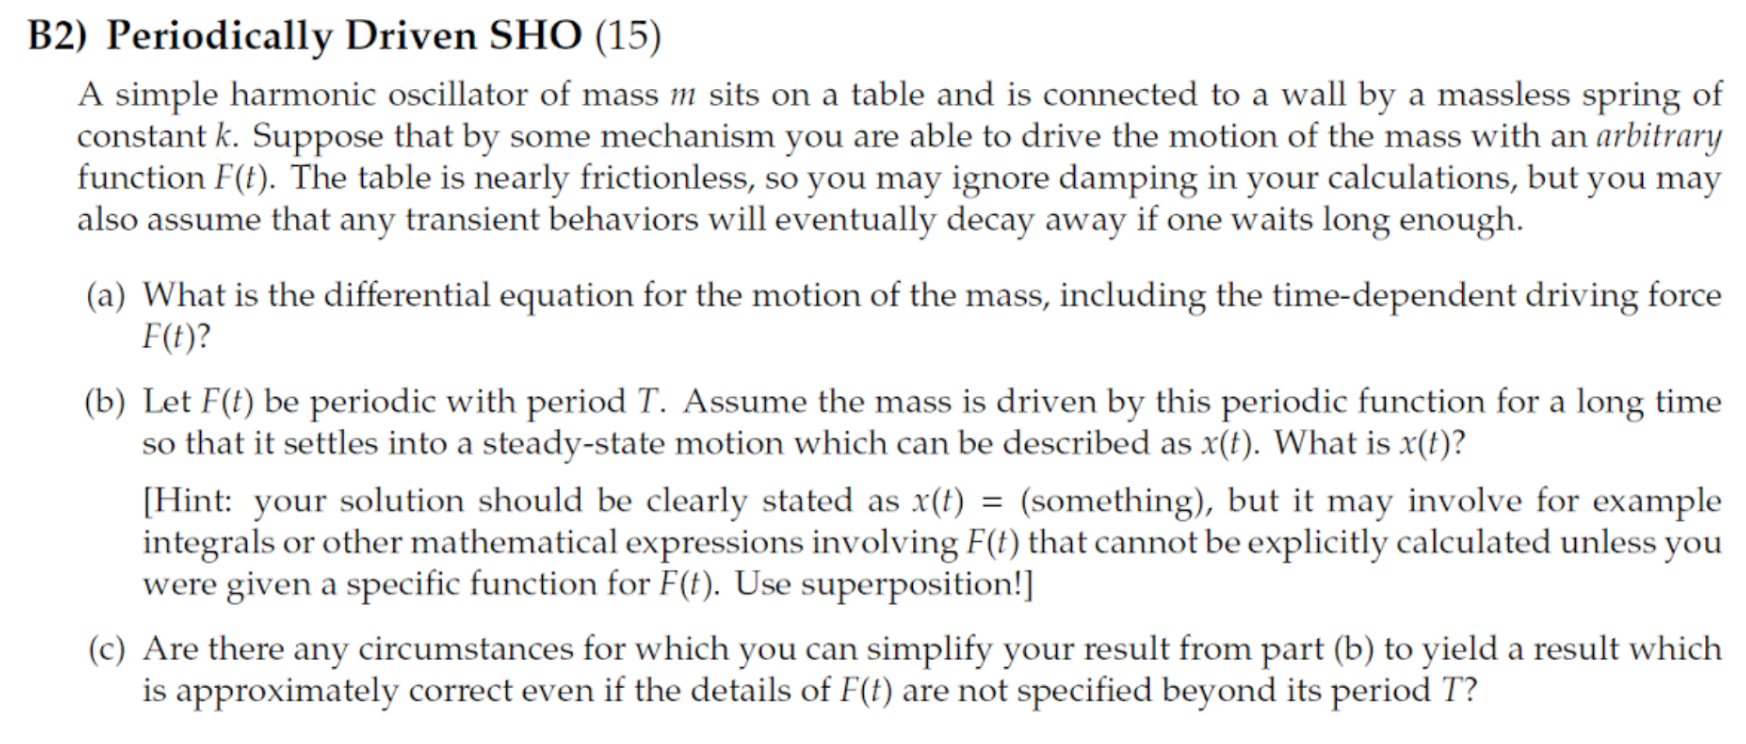 B2) Periodically Driven SHO (15)
A simple harmonic oscillator of mass m sits on a table and is connected to a wall by a massless spring of
constant k. Suppose that by some mechanism you are able to drive the motion of the mass with an arbitrary
function F(t). The table is nearly frictionless, so you may ignore damping in your calculations, but you may
also assume that any transient behaviors will eventually decay away if one waits long enough.
(a) What is the differential equation for the motion of the mass, including the time-dependent driving force
F(t)?
(b) Let F(t) be periodic with period T. Assume the mass is driven by this periodic function for a long time
so that it settles into a steady-state motion which can be described as x(t). What is x(t)?
[Hint: your solution should be clearly stated as x(t) = (something), but it may involve for example
integrals or other mathematical expressions involving F(t) that cannot be explicitly calculated unless you
were given a specific function for F(t). Use superposition!]
(c) Are there any circumstances for which you can simplify your result from part (b) to yield a result which
is approximately correct even if the details of F(t) are not specified beyond its period T?